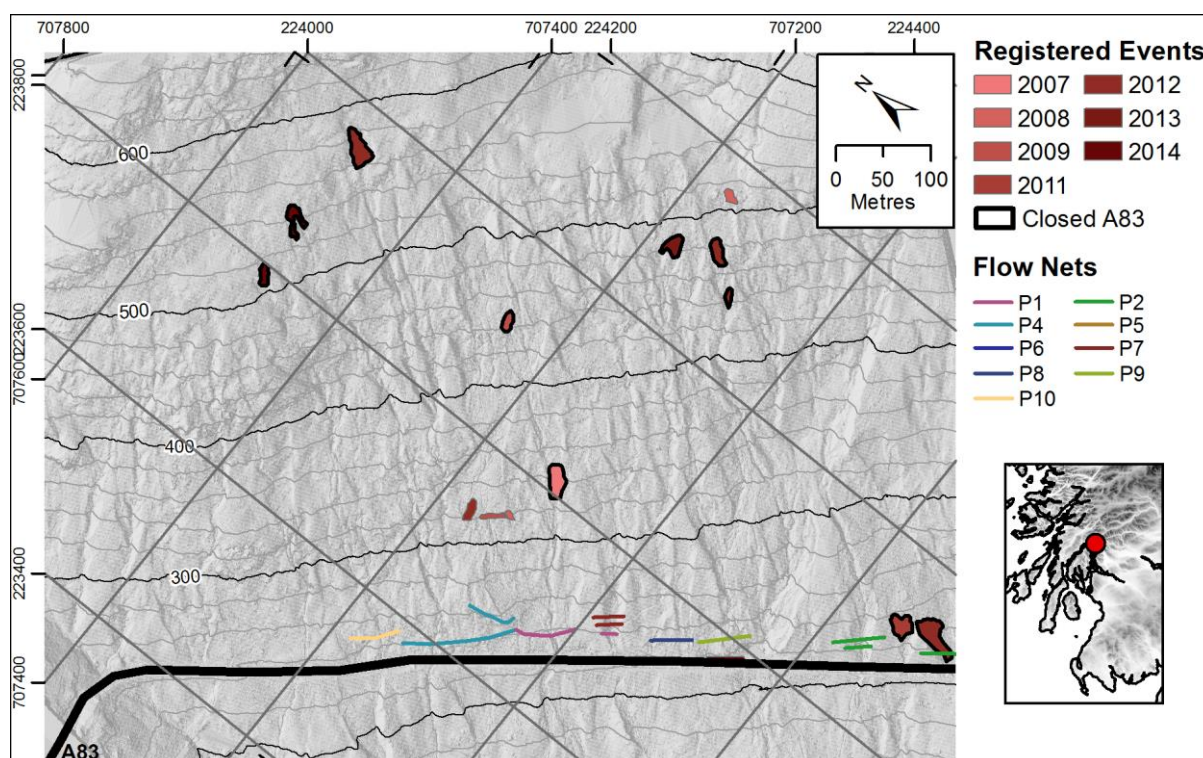 707800 224000 707400 224200 707200 224400
223800
223600
707600
223400
707400
600
500
400
300
A83
N
0 50 100
Metres
Registered Events
2007 2012
2008 2013
2009 2014
2011
Closed A83
Flow Nets
P1 P2
P4 P5
P6 P7
P8 P9
P10